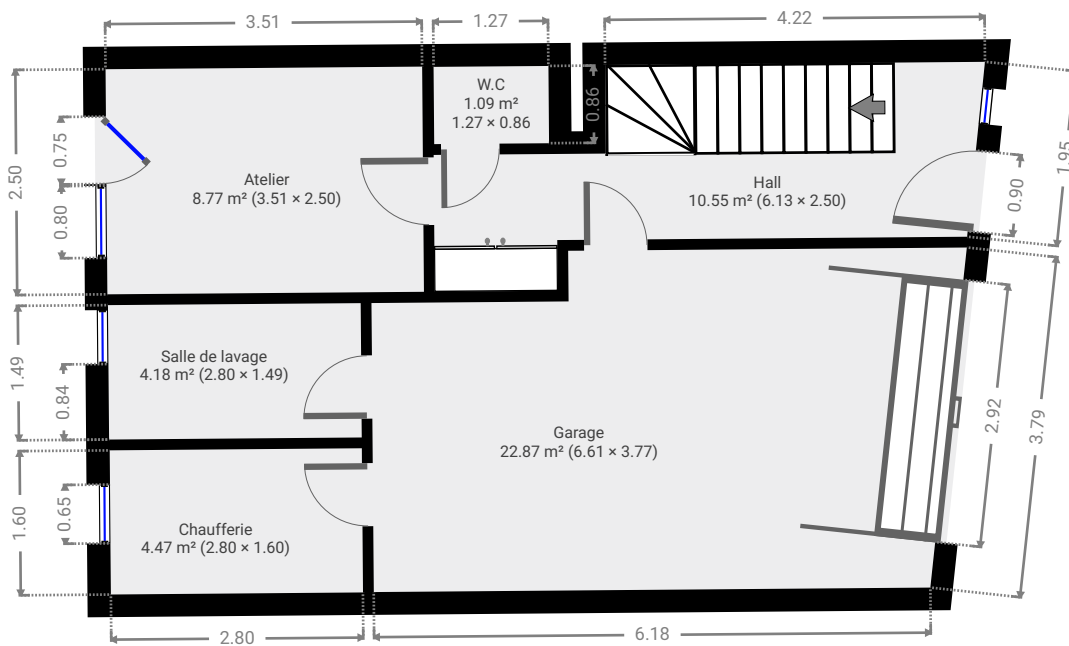 3.51
1.27
4.22
W.C
1.09 m²
1.27 × 0.86
0.86
0.75
2.50
0.80
Atelier
8.77 m² (3.51 × 2.50)
Hall
10.55 m² (6.13 × 2.50)
0.90
1.95
1.49
0.84
Salle de lavage
4.18 m² (2.80 × 1.49)
Garage
22.87 m² (6.61 × 3.77)
2.92
3.79
1.60
0.65
Chaufferie
4.47 m² (2.80 × 1.60)
2.80
6.18